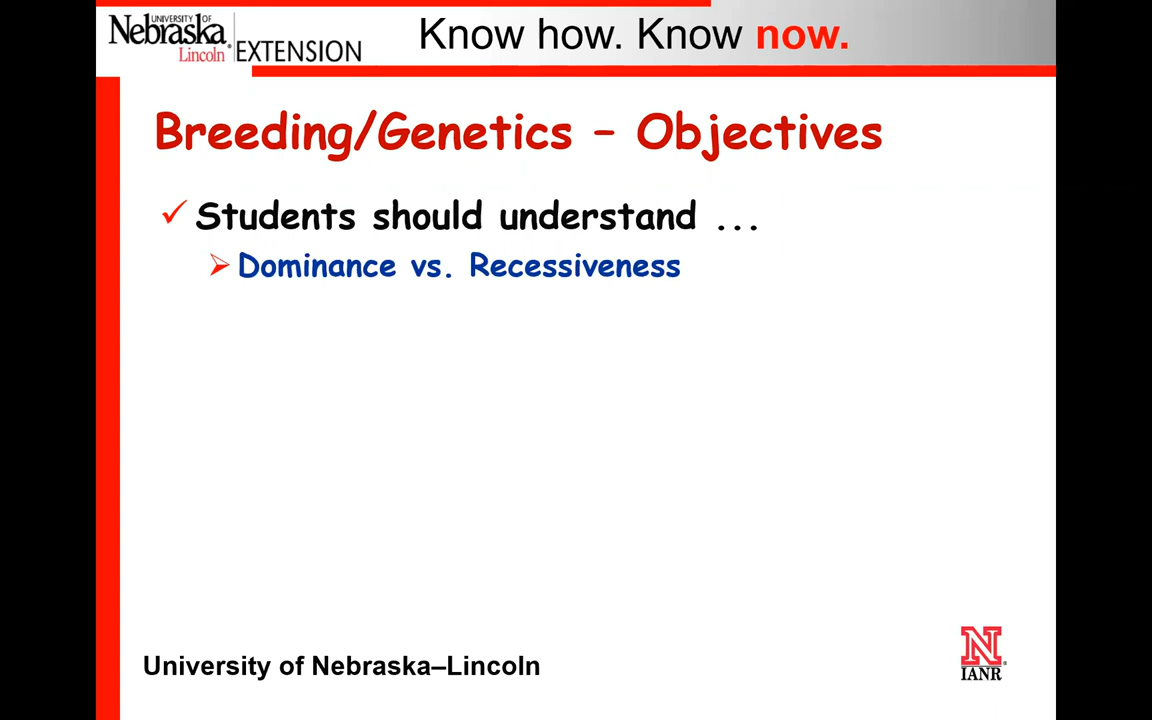 UNIVERSITY OF
Nebraska
Lincoln
EXTENSION
Know how. Know now.
Breeding/Genetics – Objectives
Students should understand ...
Dominance vs. Recessiveness
University of Nebraska–Lincoln
N
IANR